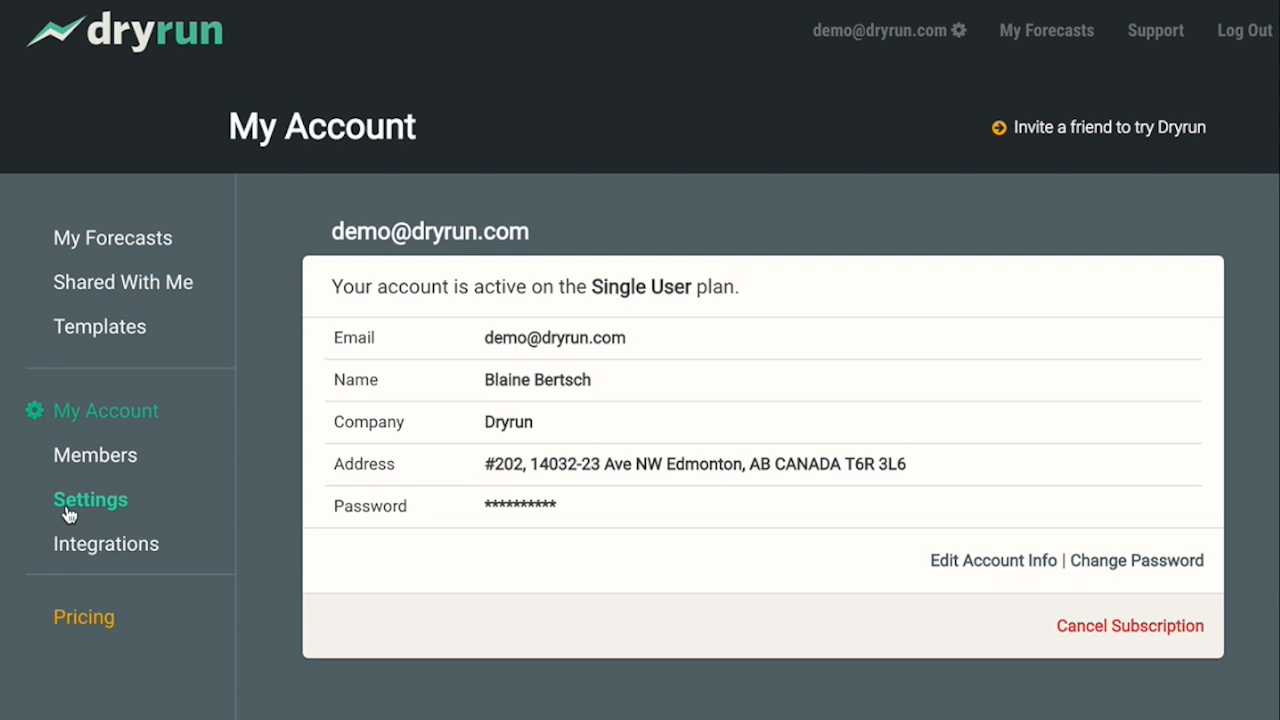 dryrun
demo@dryrun.com
My Forecasts
Support
Log Out
My Account
Invite a friend to try Dryrun
My Forecasts
Shared With Me
Templates
My Account
Members
Settings
Integrations
Pricing
demo@dryrun.com
Your account is active on the Single User plan.
Email demo@dryrun.com
Name Blaine Bertsch
Company Dryrun
Address #202, 14032-23 Ave NW Edmonton, AB CANADA T6R 3L6
Password **********
Edit Account Info | Change Password
Cancel Subscription